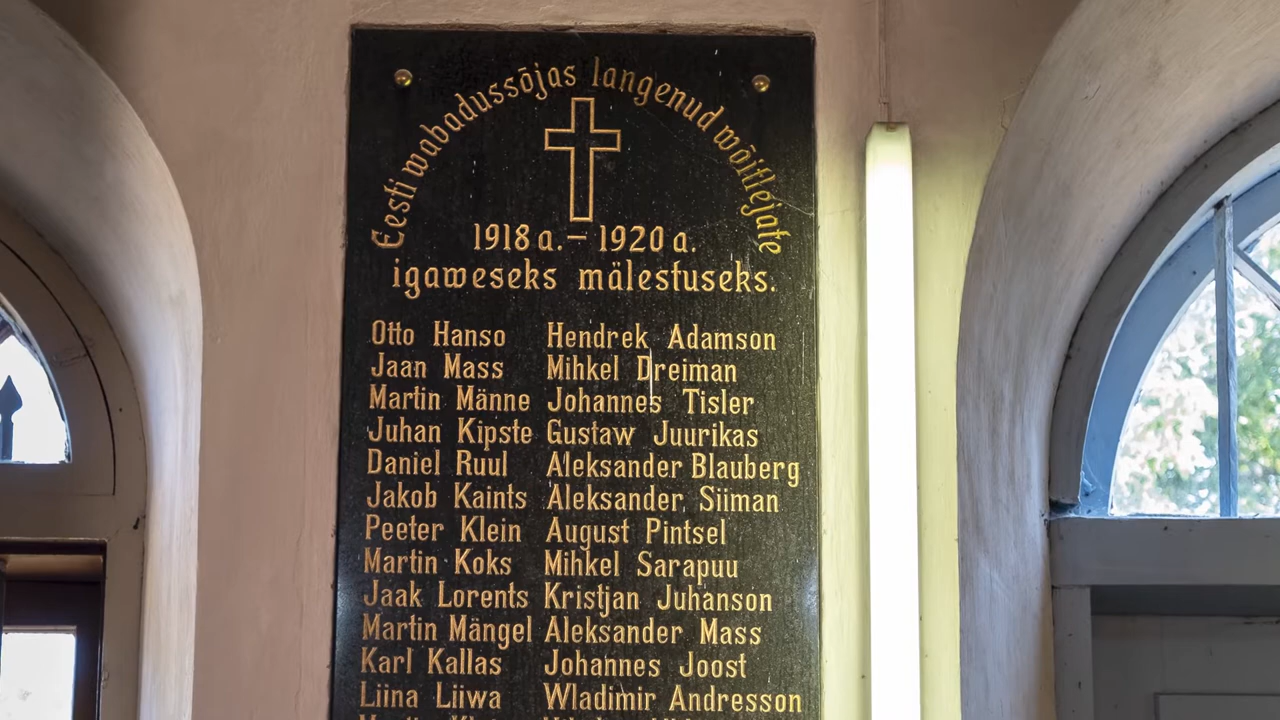 Eesti wabadussõjas langenud wõitlejate
1918 a. – 1920 a.
igaweseks mälestuseks.
Otto Hanso Hendrek Adamson
Jaan Mass Mihkel Dreiman
Martin Männe Johannes Tisler
Juhan Kipste Gustaw Juurikas
Daniel Ruul Aleksander Blauberg
Jakob Kaints Aleksander Siiman
Peeter Klein August Pintsel
Martin Koks Mihkel Sarapuu
Jaak Lorents Kristjan Juhanson
Martin Mängel Aleksander Mass
Karl Kallas Johannes Joost
Liina Liiwa Wladimir Andresson